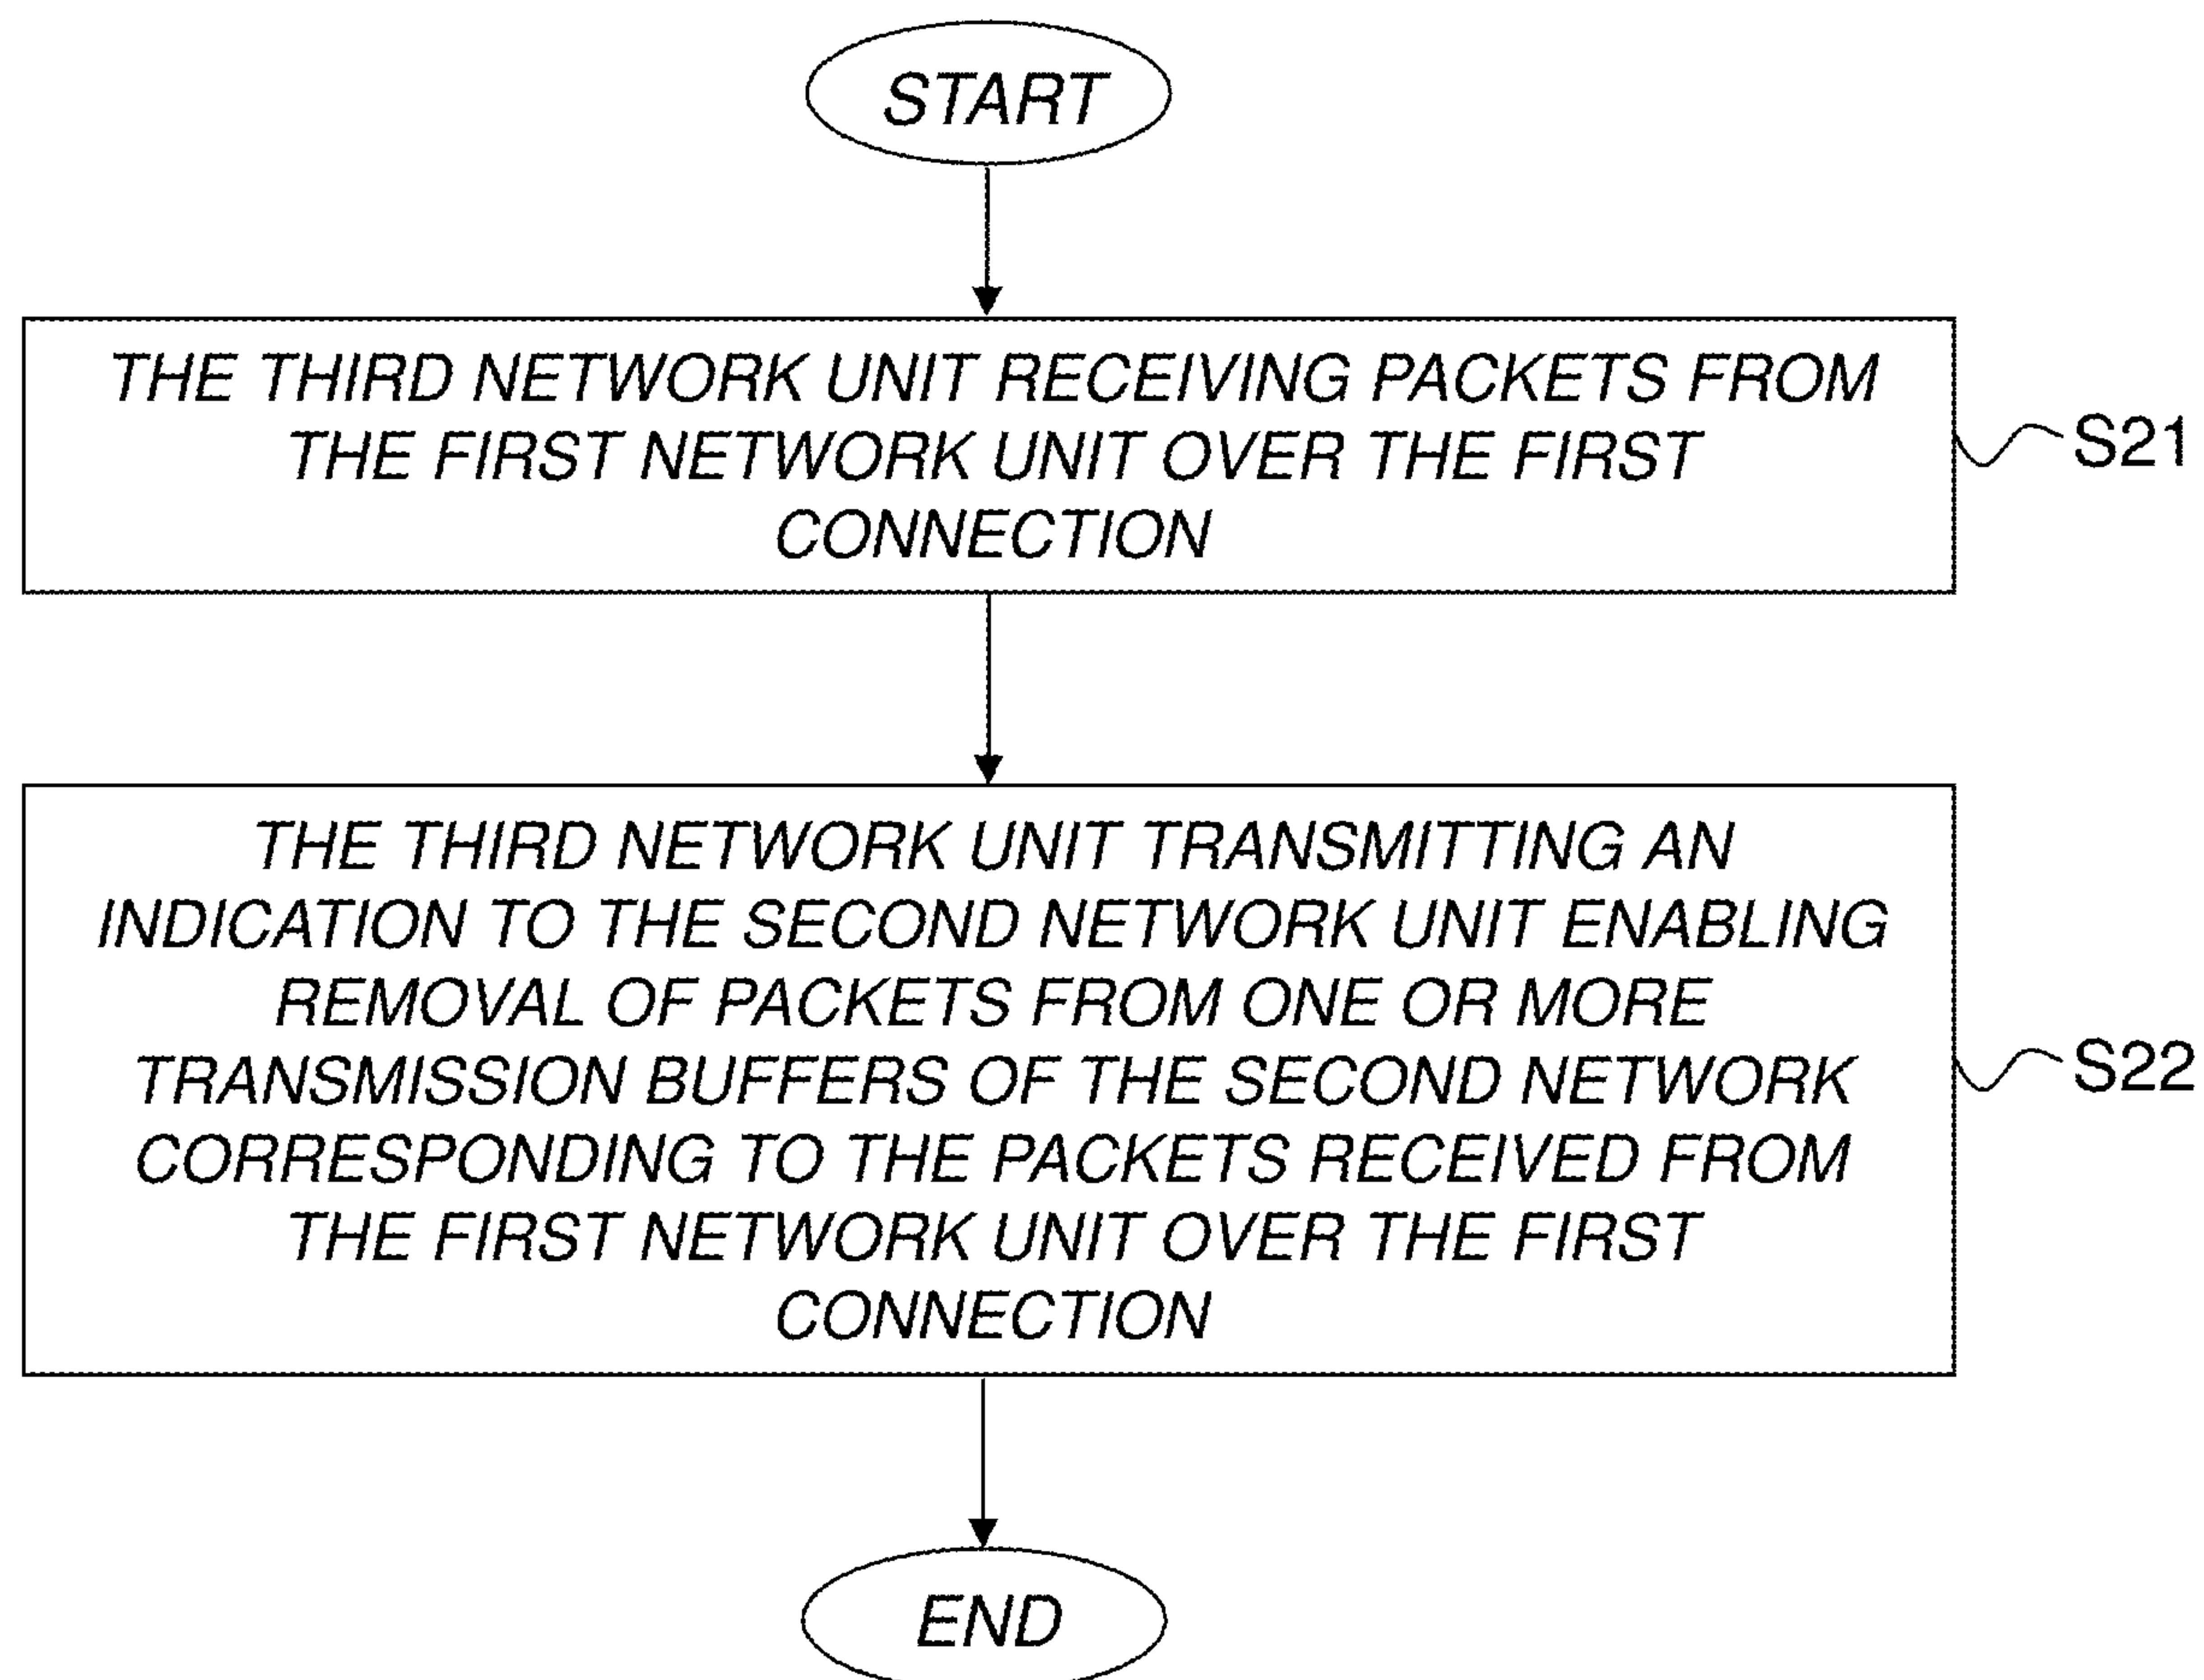 START
THE THIRD NETWORK UNIT RECEIVING PACKETS FROM
THE FIRST NETWORK UNIT OVER THE FIRST
CONNECTION
S21
THE THIRD NETWORK UNIT TRANSMITTING AN
INDICATION TO THE SECOND NETWORK UNIT ENABLING
REMOVAL OF PACKETS FROM ONE OR MORE
TRANSMISSION BUFFERS OF THE SECOND NETWORK
CORRESPONDING TO THE PACKETS RECEIVED FROM
THE FIRST NETWORK UNIT OVER THE FIRST
CONNECTION
S22
END